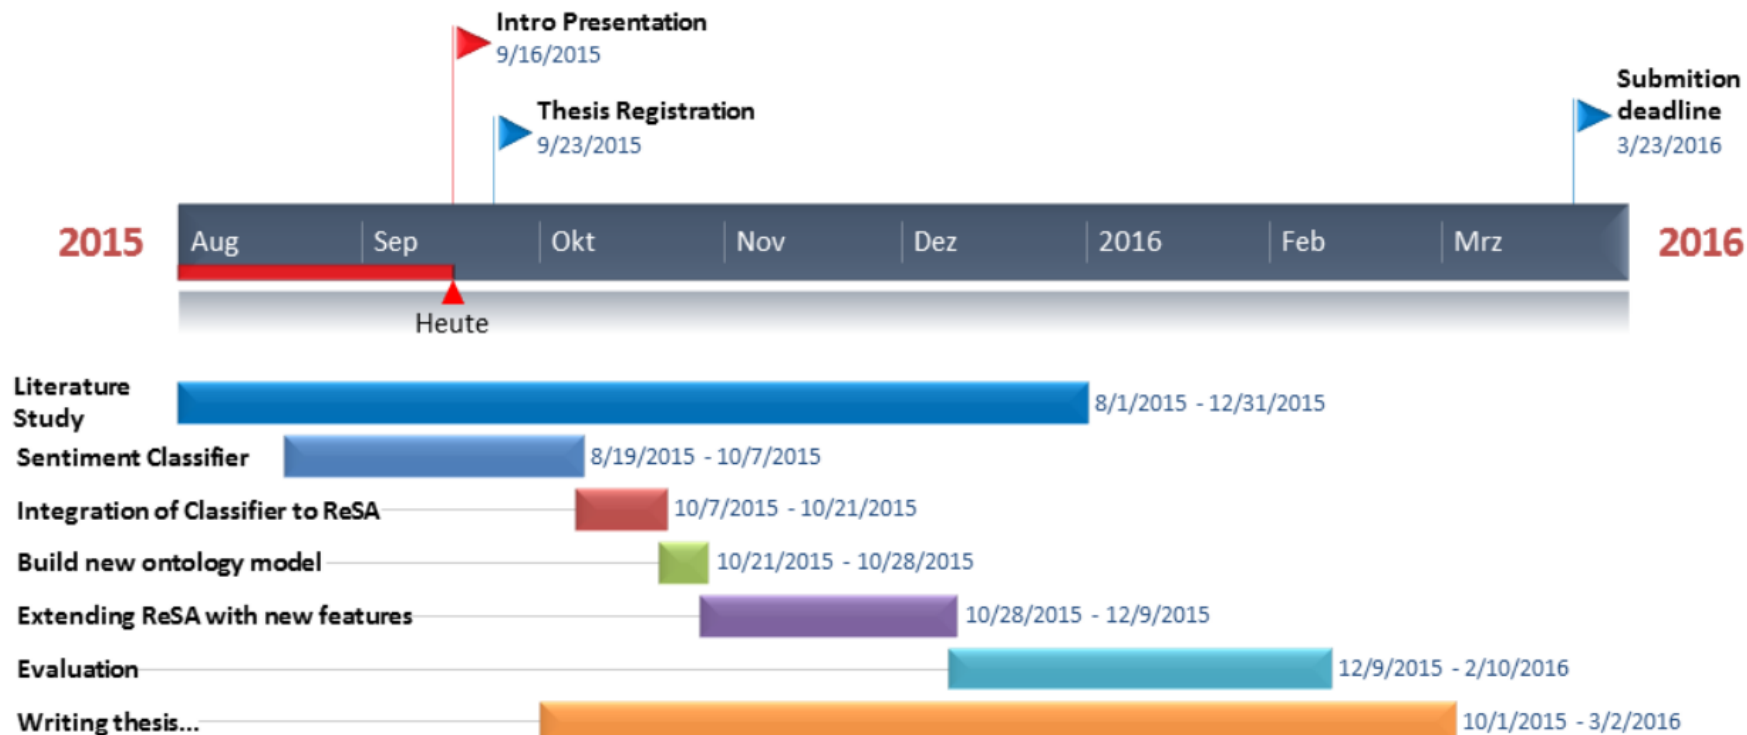 Intro Presentation
9/16/2015
Thesis Registration
9/23/2015
Submition
deadline
3/23/2016
2015 Aug Sep Okt Nov Dez 2016 Feb Mrz 2016
Heute
Literature
Study
8/1/2015 - 12/31/2015
Sentiment Classifier 8/19/2015 - 10/7/2015
Integration of Classifier to ReSA 10/7/2015 - 10/21/2015
Build new ontology model 10/21/2015 - 10/28/2015
Extending ReSA with new features 10/28/2015 - 12/9/2015
Evaluation 12/9/2015 - 2/10/2016
Writing thesis... 10/1/2015 - 3/2/2016